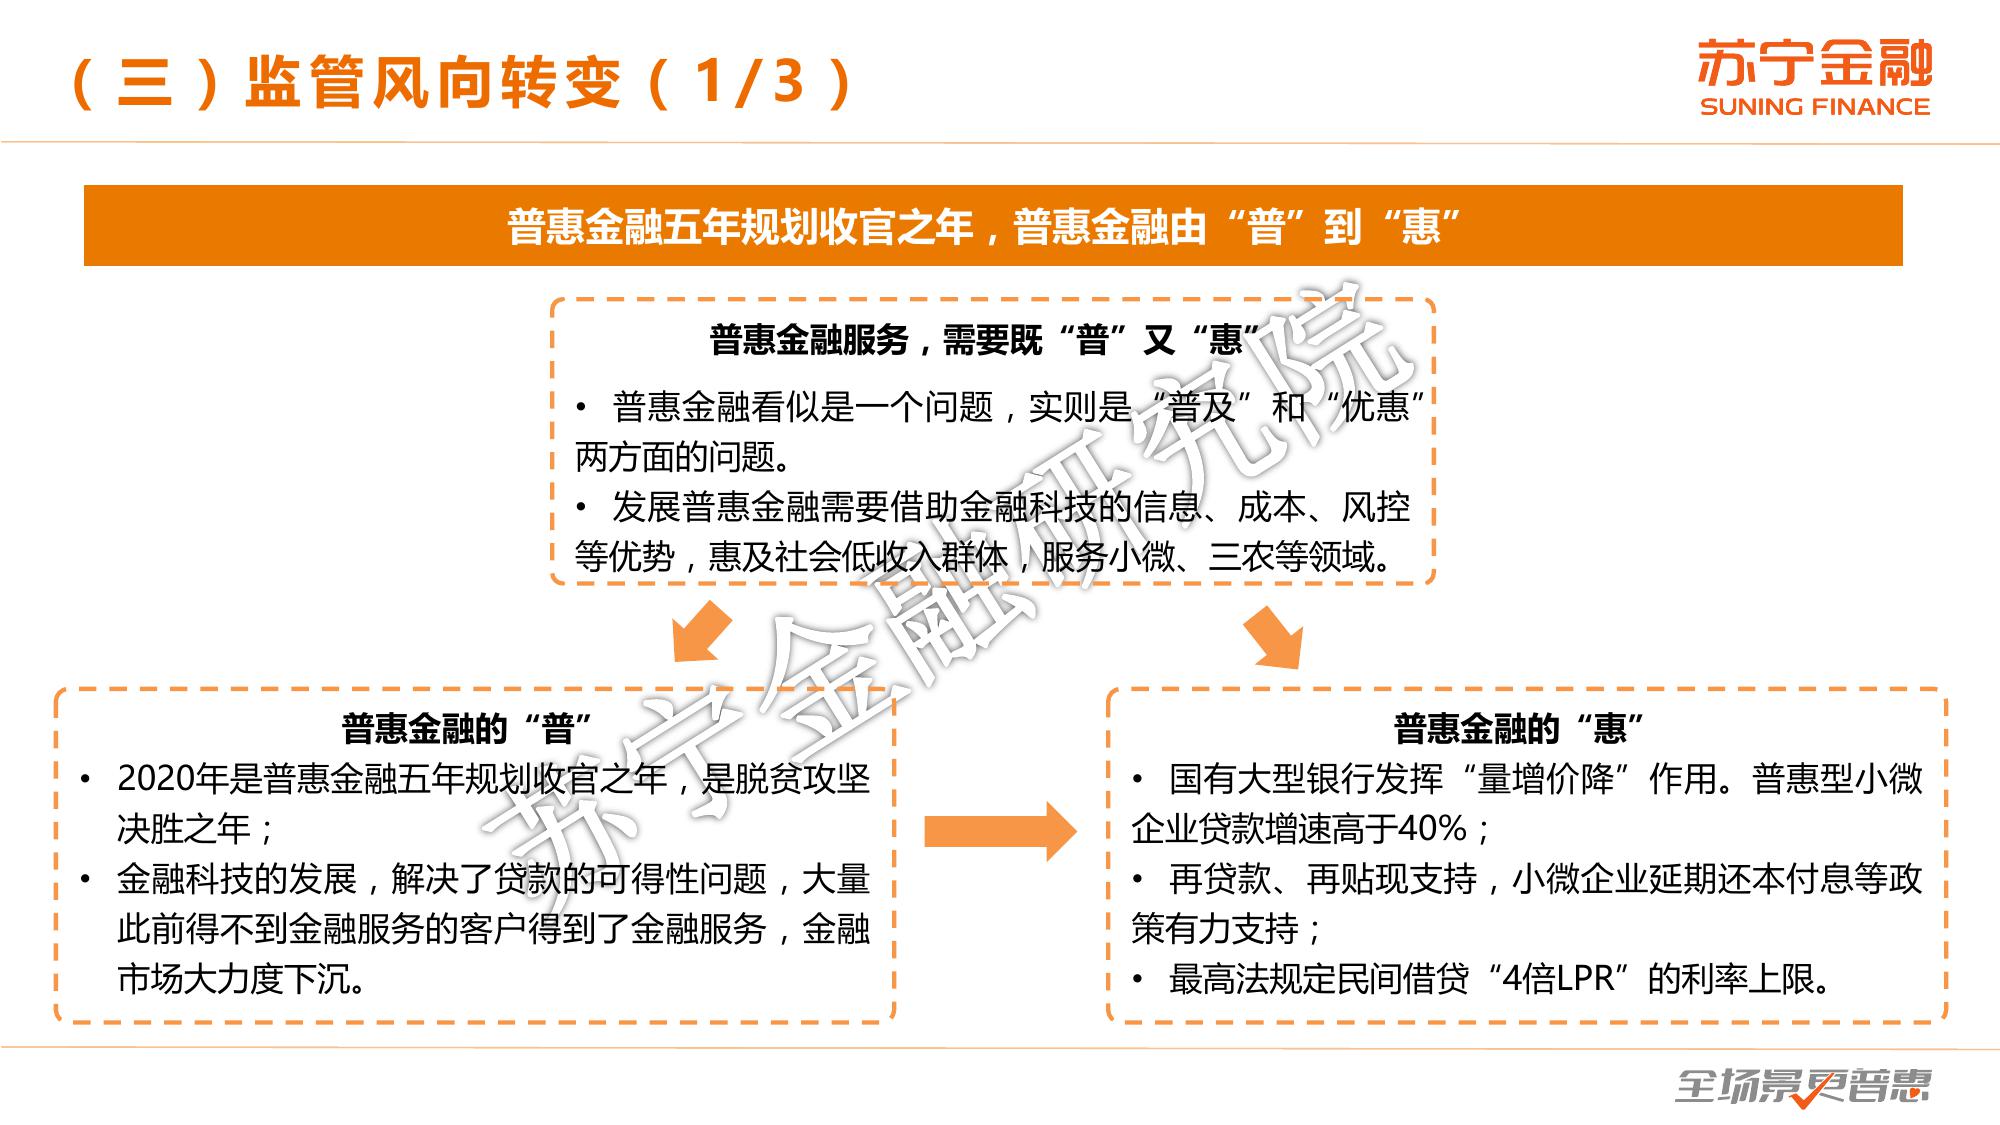 （三）监管风向转变（1/3）
苏宁金融
SUNING FINANCE
普惠金融五年规划收官之年，普惠金融由“普”到“惠”
普惠金融服务，需要既“普”又“惠”
• 普惠金融看似是一个问题，实则是“普及”和“优惠”
两方面的问题。
• 发展普惠金融需要借助金融科技的信息、成本、风控
等优势，惠及社会低收入群体，服务小微、三农等领域。
普惠金融的“普”
• 2020年是普惠金融五年规划收官之年，是脱贫攻坚
决胜之年；
• 金融科技的发展，解决了贷款的可得性问题，大量
此前得不到金融服务的客户得到了金融服务，金融
市场大力度下沉。
普惠金融的“惠”
• 国有大型银行发挥“量增价降”作用。普惠型小微
企业贷款增速高于40%；
• 再贷款、再贴现支持，小微企业延期还本付息等政
策有力支持；
• 最高法规定民间借贷“4倍LPR”的利率上限。
苏宁金融研究院
全场景更普惠